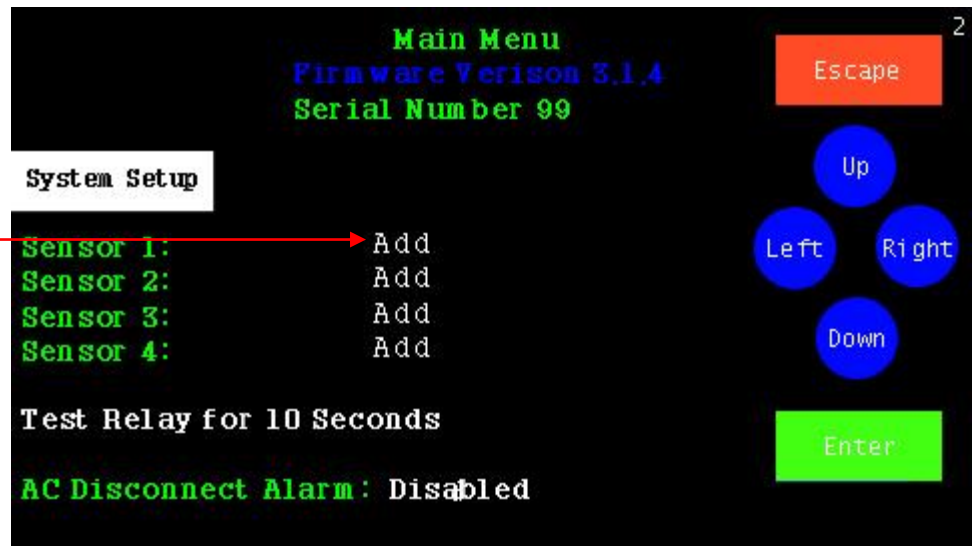 2
Main Menu
Firmware Verison 3.1.4
Serial Number 99
Escape
System Setup
Up
Sensor 1: Add
Left Right
Sensor 2: Add
Sensor 3: Add
Down
Sensor 4: Add
Test Relay for 10 Seconds
Enter
AC Disconnect Alarm: Disabled